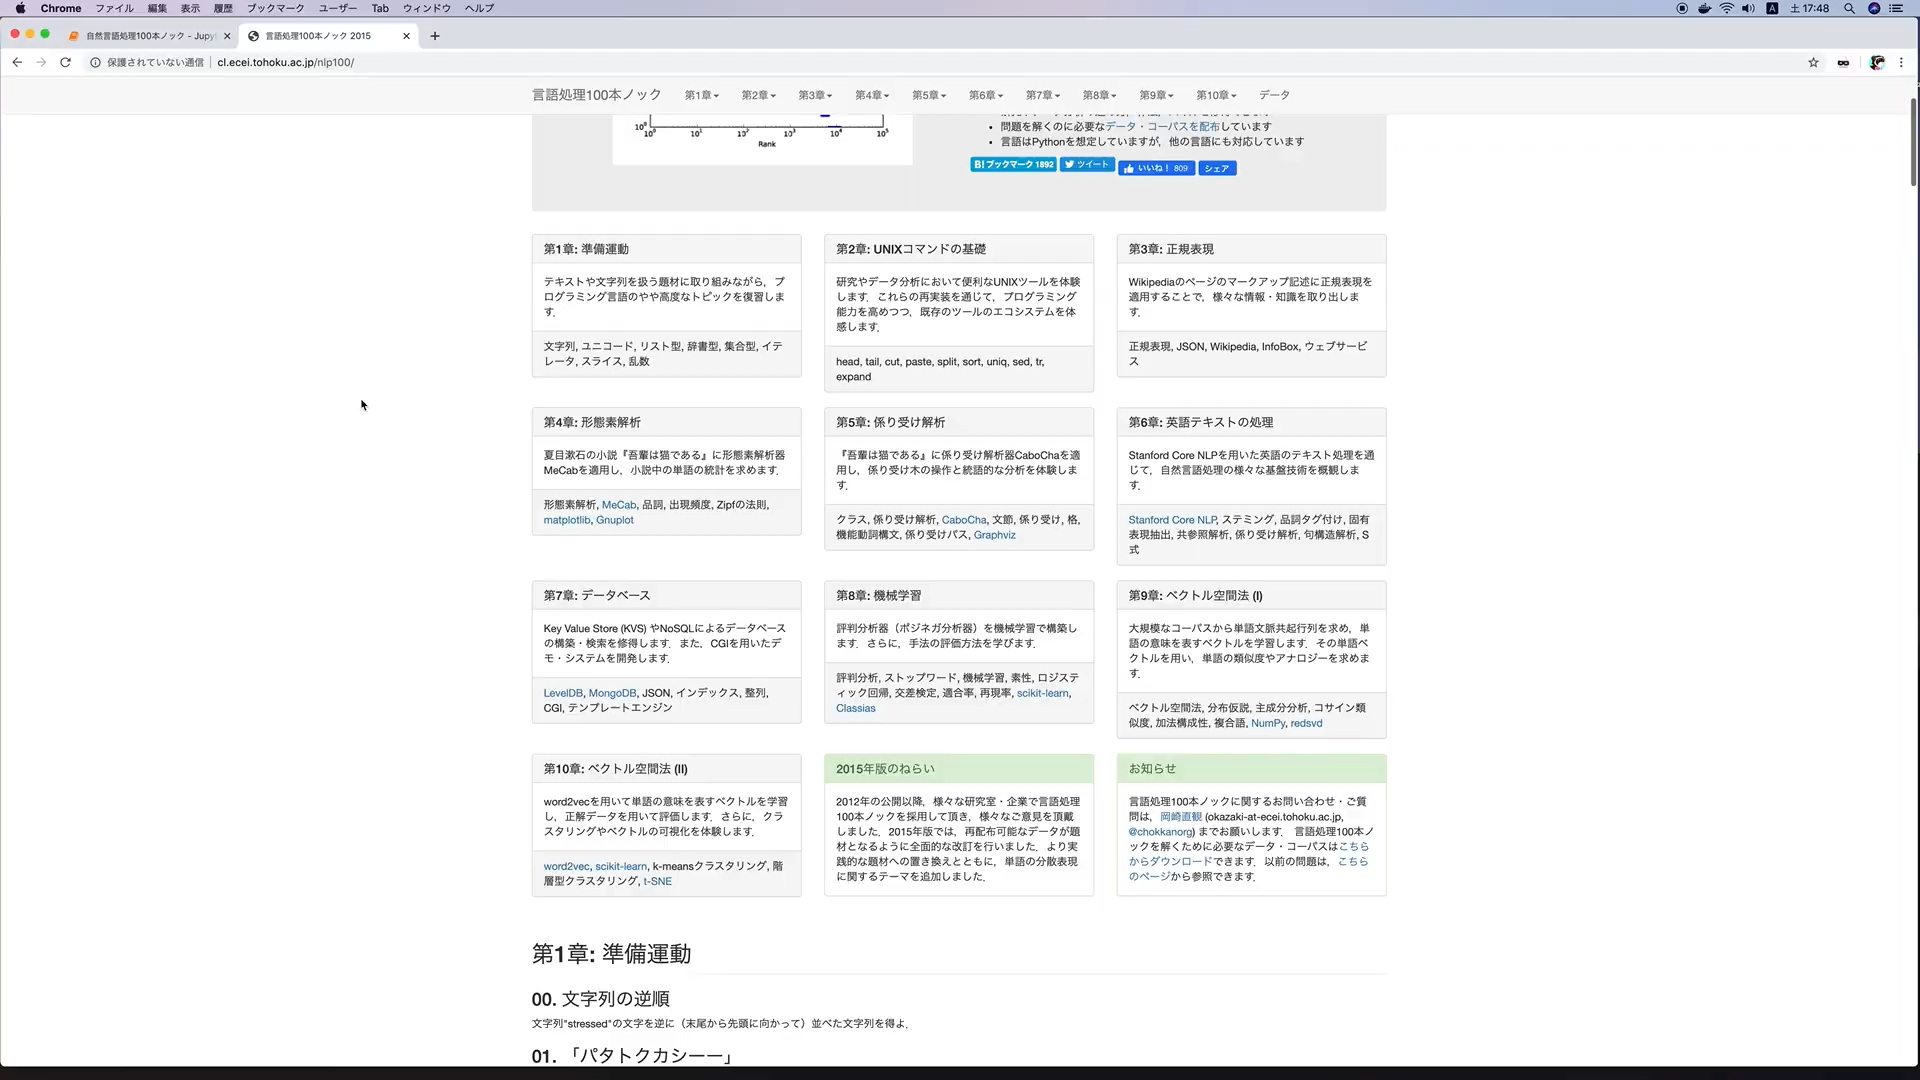 Chrome ファイル 編集 表示 履歴 ブックマーク ユーザー Tab ウィンドウ ヘルプ
A 土17:48
自然言語処理100本ノック - Jupy
言語処理100本ノック 2015
保護されていない通信 cl.ecei.tohoku.ac.jp/nlp100/
言語処理100本ノック 第1章 第2章 第3章 第4章 第5章 第6章 第7章 第8章 第9章 第10章 データ
10⁰
10⁰ 10¹ 10² 10³ 10⁴ 10⁵
Rank
問題を解くのに必要なデータ・コーパスを配布しています
言語はPythonを想定していますが，他の言語にも対応しています
B!ブックマーク 1892 ツイート いいね！ 809 シェア
第1章: 準備運動
テキストや文字列を扱う題材に取り組みながら，プ
ログラミング言語のやや高度なトピックを復習しま
す．
文字列, ユニコード, リスト型, 辞書型, 集合型, イテ
レータ, スライス, 乱数
第2章: UNIXコマンドの基礎
研究やデータ分析において便利なUNIXツールを体験
します．これらの再実装を通じて，プログラミング
能力を高めつつ，既存のツールのエコシステムを体
感します．
head, tail, cut, paste, split, sort, uniq, sed, tr,
expand
第3章: 正規表現
Wikipediaのページのマークアップ記述に正規表現を
適用することで，様々な情報・知識を取り出しま
す．
正規表現, JSON, Wikipedia, InfoBox, ウェブサービ
ス
第4章: 形態素解析
夏目漱石の小説『吾輩は猫である』に形態素解析器
MeCabを適用し，小説中の単語の統計を求めます．
形態素解析, MeCab, 品詞, 出現頻度, Zipfの法則,
matplotlib, Gnuplot
第5章: 係り受け解析
『吾輩は猫である』に係り受け解析器CaboChaを適
用し，係り受け木の操作と統語的な分析を体験しま
す．
クラス, 係り受け解析, CaboCha, 文節, 係り受け, 格,
機能動詞構文, 係り受けパス, Graphviz
第6章: 英語テキストの処理
Stanford Core NLPを用いた英語のテキスト処理を通
じて，自然言語処理の様々な基盤技術を概観しま
す．
Stanford Core NLP, ステミング, 品詞タグ付け, 固有
表現抽出, 共参照解析, 係り受け解析, 句構造解析, S
式
第7章: データベース
Key Value Store (KVS) やNoSQLによるデータベース
の構築・検索を修得します．また，CGIを用いたデ
モ・システムを開発します．
LevelDB, MongoDB, JSON, インデックス, 整列,
CGI, テンプレートエンジン
第8章: 機械学習
評判分析器（ポジネガ分析器）を機械学習で構築し
ます．さらに，手法の評価方法を学びます．
評判分析, ストップワード, 機械学習, 素性, ロジステ
ィック回帰, 交差検定, 適合率, 再現率, scikit-learn,
Classias
第9章: ベクトル空間法 (I)
大規模なコーパスから単語文脈共起行列を求め，単
語の意味を表すベクトルを学習します．その単語ベ
クトルを用い，単語の類似度やアナロジーを求めま
す．
ベクトル空間法, 分布仮説, 主成分分析, コサイン類
似度, 加法構成性, 複合語, NumPy, redsvd
第10章: ベクトル空間法 (II)
word2vecを用いて単語の意味を表すベクトルを学習
し，正解データを用いて評価します．さらに，クラ
スタリングやベクトルの可視化を体験します．
word2vec, scikit-learn, k-meansクラスタリング, 階
層型クラスタリング, t-SNE
2015年版のねらい
2012年の公開以降，様々な研究室・企業で言語処理
100本ノックを採用して頂き，様々なご意見を頂戴
しました．2015年版では，再配布可能なデータが題
材となるように全面的な改訂を行いました．より実
践的な題材への置き換えとともに，単語の分散表現
に関するテーマを追加しました．
お知らせ
言語処理100本ノックに関するお問い合わせ・ご質
問は，岡崎直観 (okazaki-at-ecei.tohoku.ac.jp,
@chokkanorg) までお願いします． 言語処理100本ノ
ックを解くために必要なデータ・コーパスはこちら
からダウンロードできます．以前の問題は，こちら
のページから参照できます．
第1章: 準備運動
00. 文字列の逆順
文字列"stressed"の文字を逆に（末尾から先頭に向かって）並べた文字列を得よ．
01. 「パタトクカシーー」